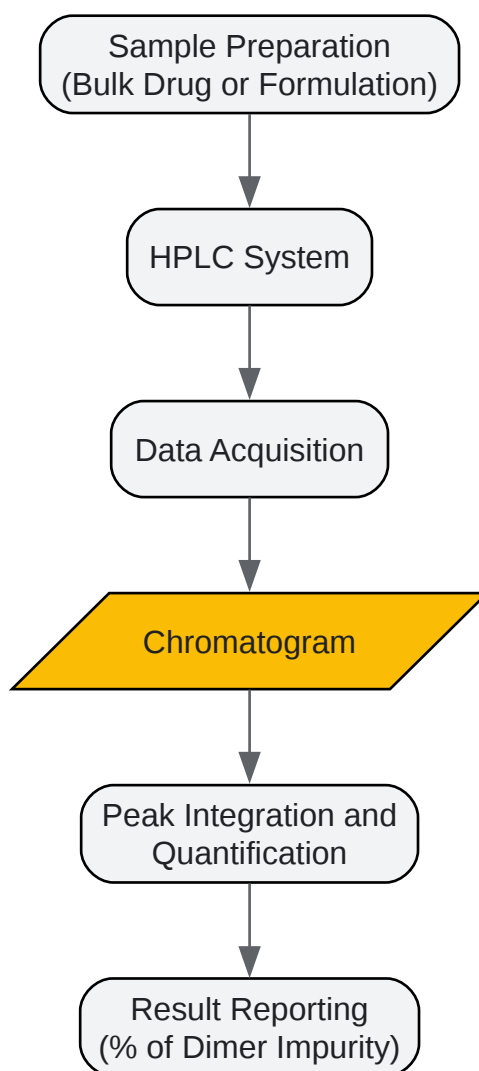 Sample Preparation
(Bulk Drug or Formulation)
HPLC System
Data Acquisition
Chromatogram
Peak Integration and
Quantification
Result Reporting
(% of Dimer Impurity)